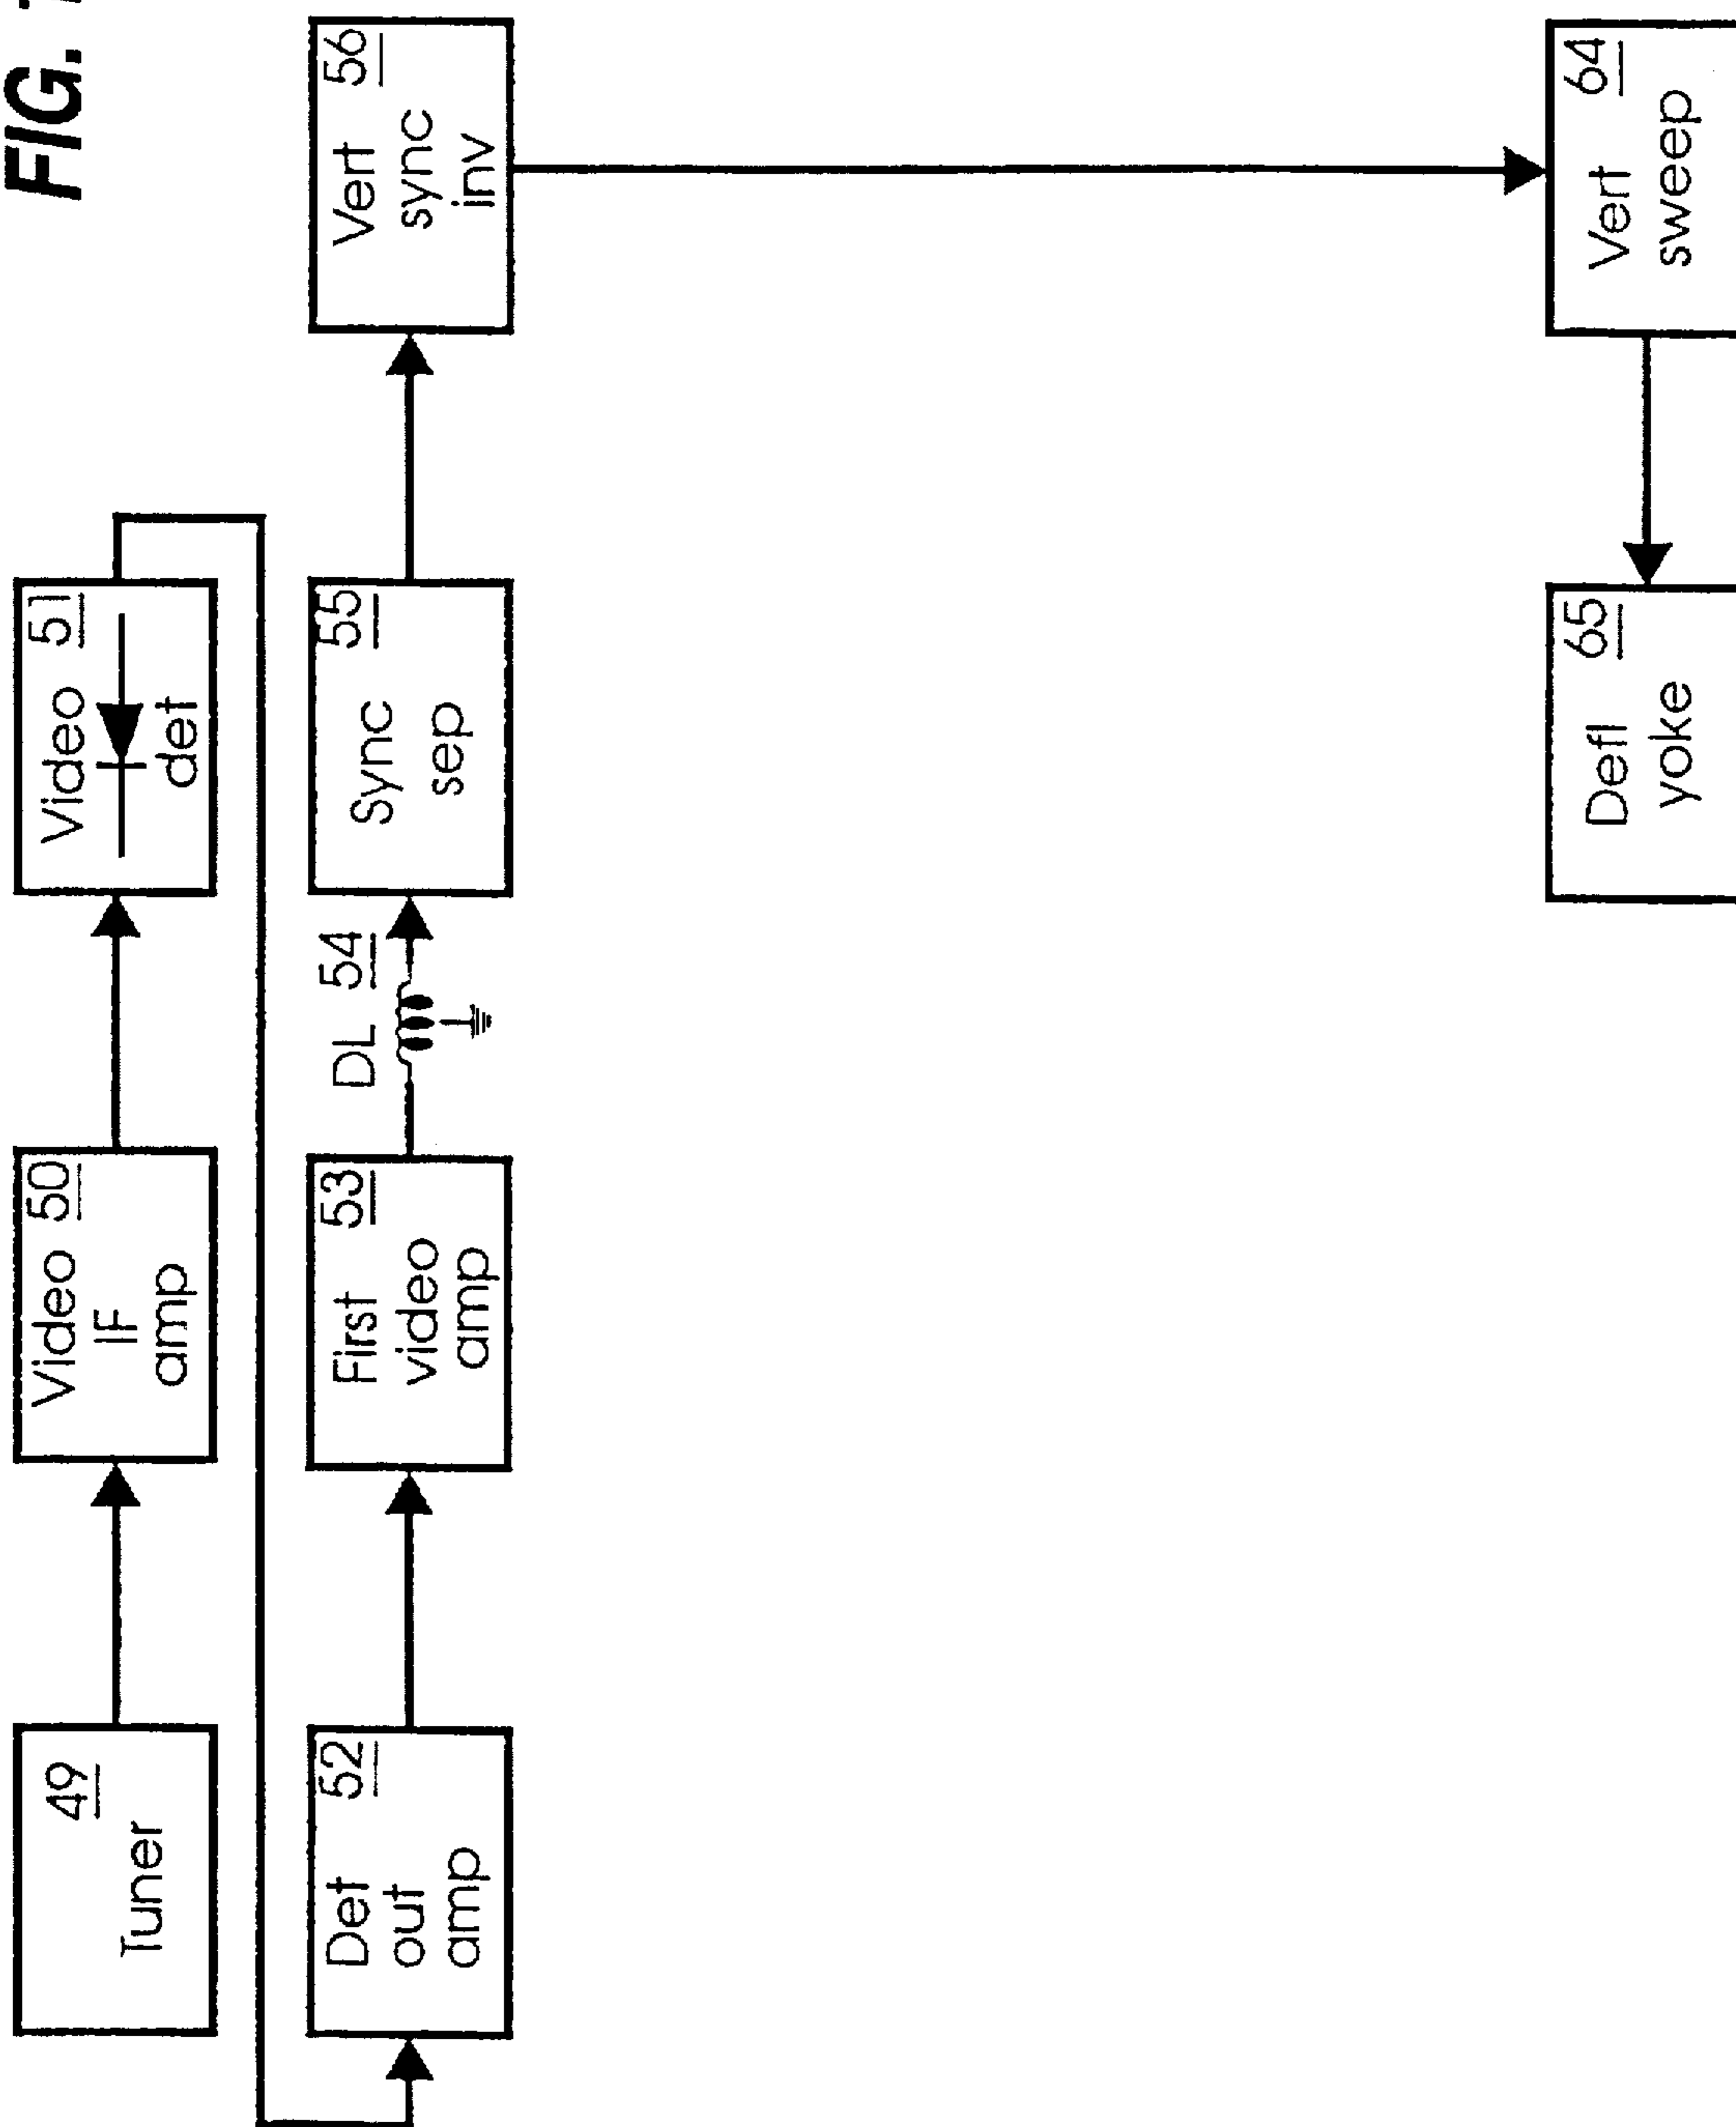 FIG.
49
Tuner
Video 50
IF
amp
Video 51
det
Det 52
out
amp
First 53
video
amp
DL 54
Sync 55
sep
Vert 56
sync
inv
Defl 65
yoke
Vert 64
sweep